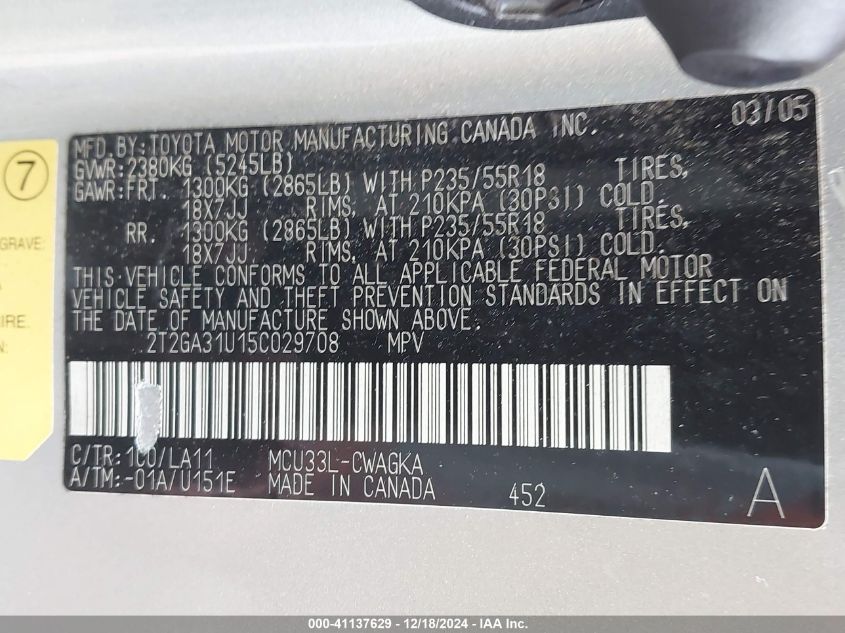 7
GRAVE:
IRE.
03/05
MFD. BY: TOYOTA MOTOR MANUFACTURING CANADA INC.
GVWR: 2380KG (5245LB)
GAWR: FRT. 1300KG (2865LB) WITH P235/55R18 TIRES,
18X7JJ RIMS, AT 210KPA (30PSI) COLD.
RR. 1300KG (2865LB) WITH P235/55R18 TIRES,
18X7JJ RIMS, AT 210KPA (30PSI) COLD.
THIS VEHICLE CONFORMS TO ALL APPLICABLE FEDERAL MOTOR
VEHICLE SAFETY AND THEFT PREVENTION STANDARDS IN EFFECT ON
THE DATE OF MANUFACTURE SHOWN ABOVE.
2T2GA31U15C029708 MPV
C/TR: 1C0/LA11 MCU33L-CWAGKA
A/TM: -01A/U151E MADE IN CANADA 452 A
000-41137629 - 12/18/2024 - IAA Inc.